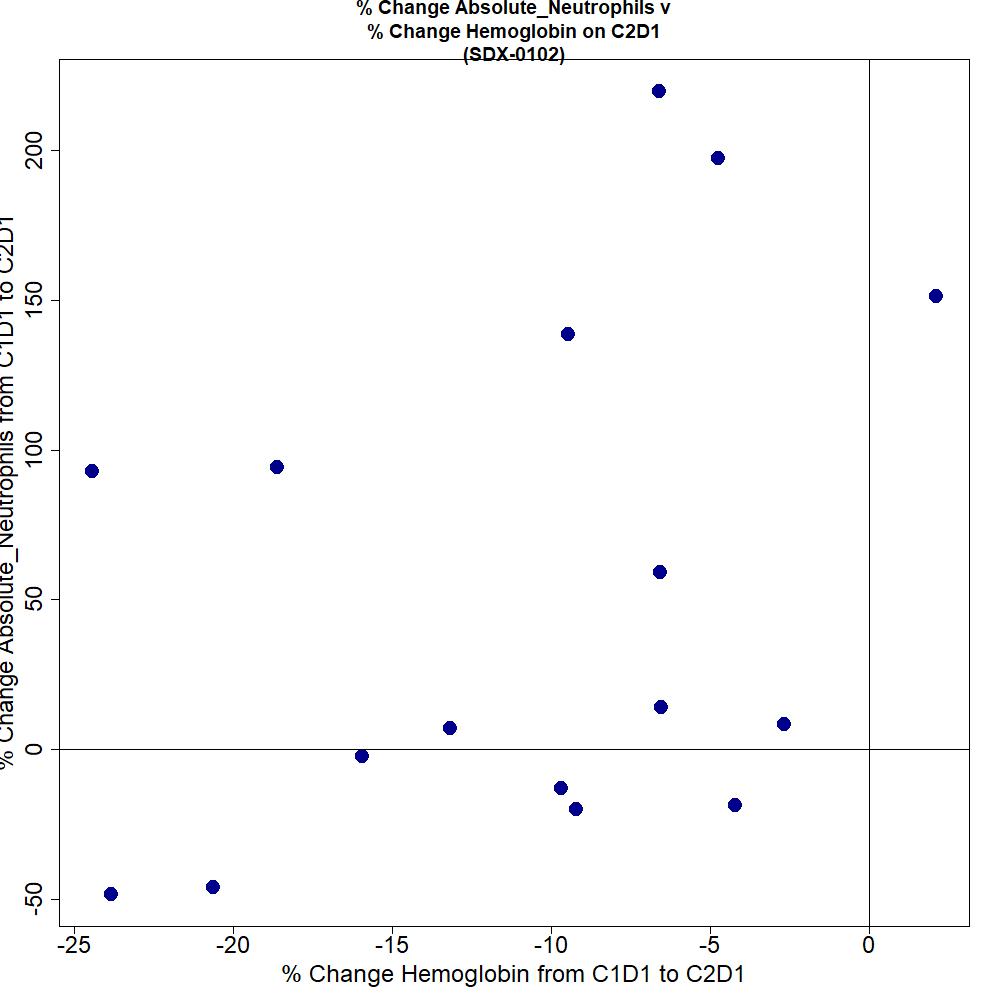 % Change Absolute_Neutrophils v
% Change Hemoglobin on C2D1
(SDX-0102)
% Change Absolute_Neutrophils from C1D1 to C2D1
200
150
100
50
0
-50
-25 -20 -15 -10 -5 0
% Change Hemoglobin from C1D1 to C2D1